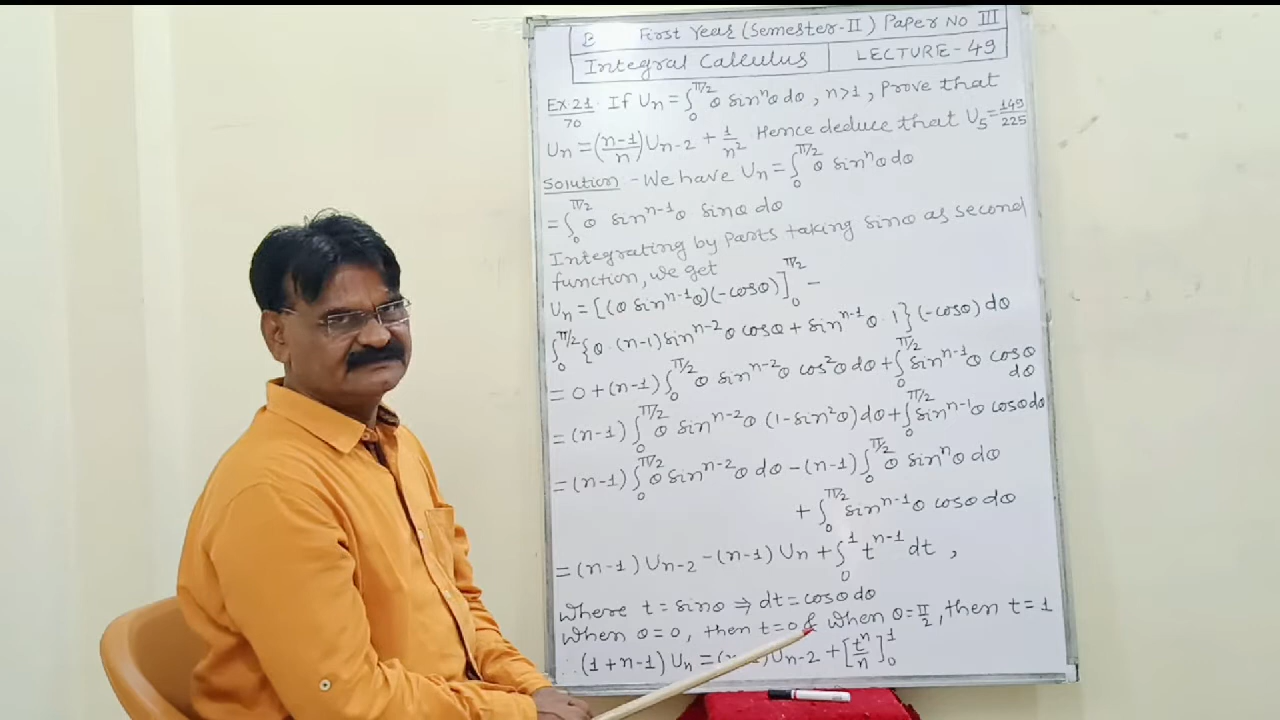 B First Year (Semester-II) Paper No III
Integral Calculus LECTURE-49
Ex.21/70 . If Un = ∫₀^{π/2} θ sinⁿθ dθ, n>1, Prove that
Un = ((n-1)/n) Un-2 + 1/n² . Hence deduce that U5 = 149/225
Solution - We have Un = ∫₀^{π/2} θ sinⁿθ dθ
= ∫₀^{π/2} θ sin^{n-1}θ . sinθ dθ
Integrating by Parts taking sinθ as second
function, we get
Un = [(θ sin^{n-1}θ)(-cosθ)]₀^{π/2} -
∫₀^{π/2} {θ.(n-1)sin^{n-2}θ cosθ + sin^{n-1}θ . 1}(-cosθ) dθ
= 0 + (n-1) ∫₀^{π/2} θ sin^{n-2}θ cos²θ dθ + ∫₀^{π/2} sin^{n-1}θ cosθ dθ
= (n-1) ∫₀^{π/2} θ sin^{n-2}θ (1-sin²θ) dθ + ∫₀^{π/2} sin^{n-1}θ cosθ dθ
= (n-1) ∫₀^{π/2} θ sin^{n-2}θ dθ - (n-1) ∫₀^{π/2} θ sinⁿθ dθ
+ ∫₀^{π/2} sin^{n-1}θ cosθ dθ
= (n-1) Un-2 - (n-1) Un + ∫₀¹ t^{n-1} dt ,
Where t = sinθ ⇒ dt = cosθ dθ
When θ=0, then t=0 & when θ=π/2, then t=1
∴ (1+n-1) Un = ( ) Un-2 + [tⁿ/n]₀¹